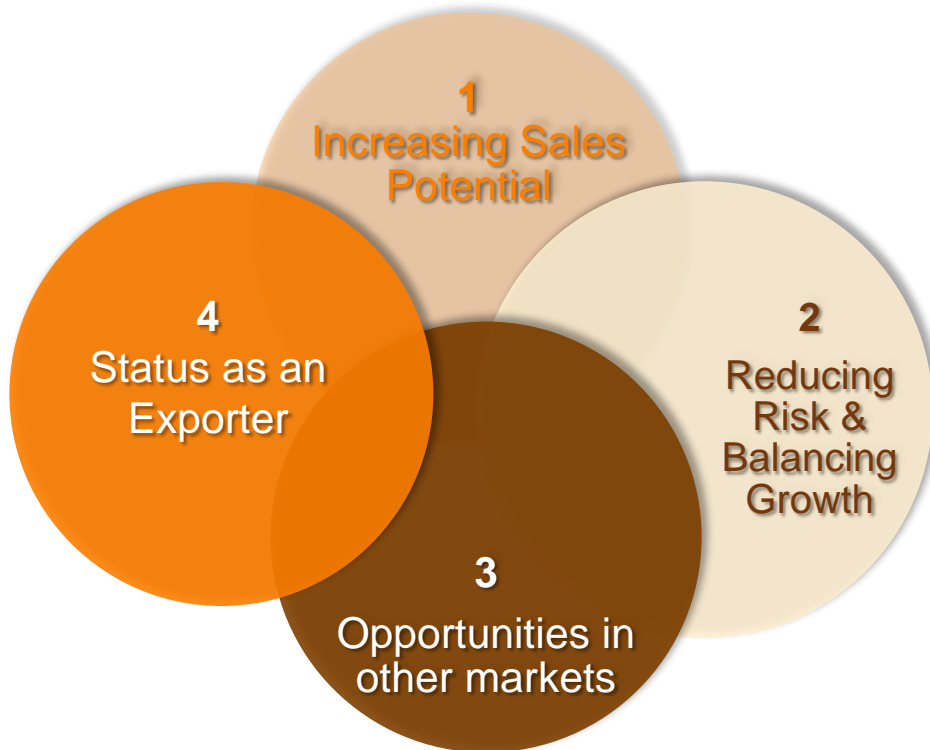 1
Increasing Sales
Potential
2
Reducing
Risk &
Balancing
Growth
3
Opportunities in
other markets
4
Status as an
Exporter